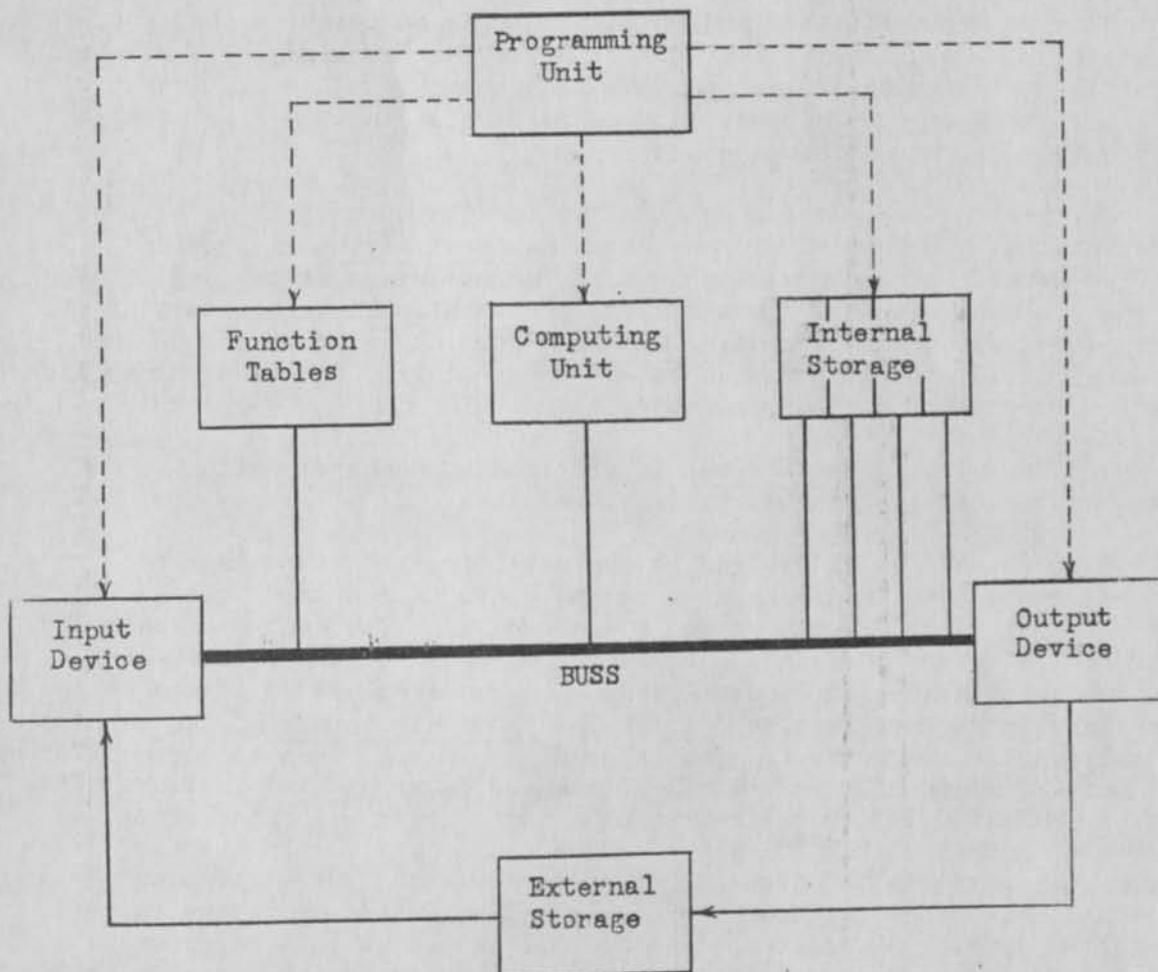 Programming
Unit
Function
Tables
Computing
Unit
Internal
Storage
Input
Device
Output
Device
BUSS
External
Storage